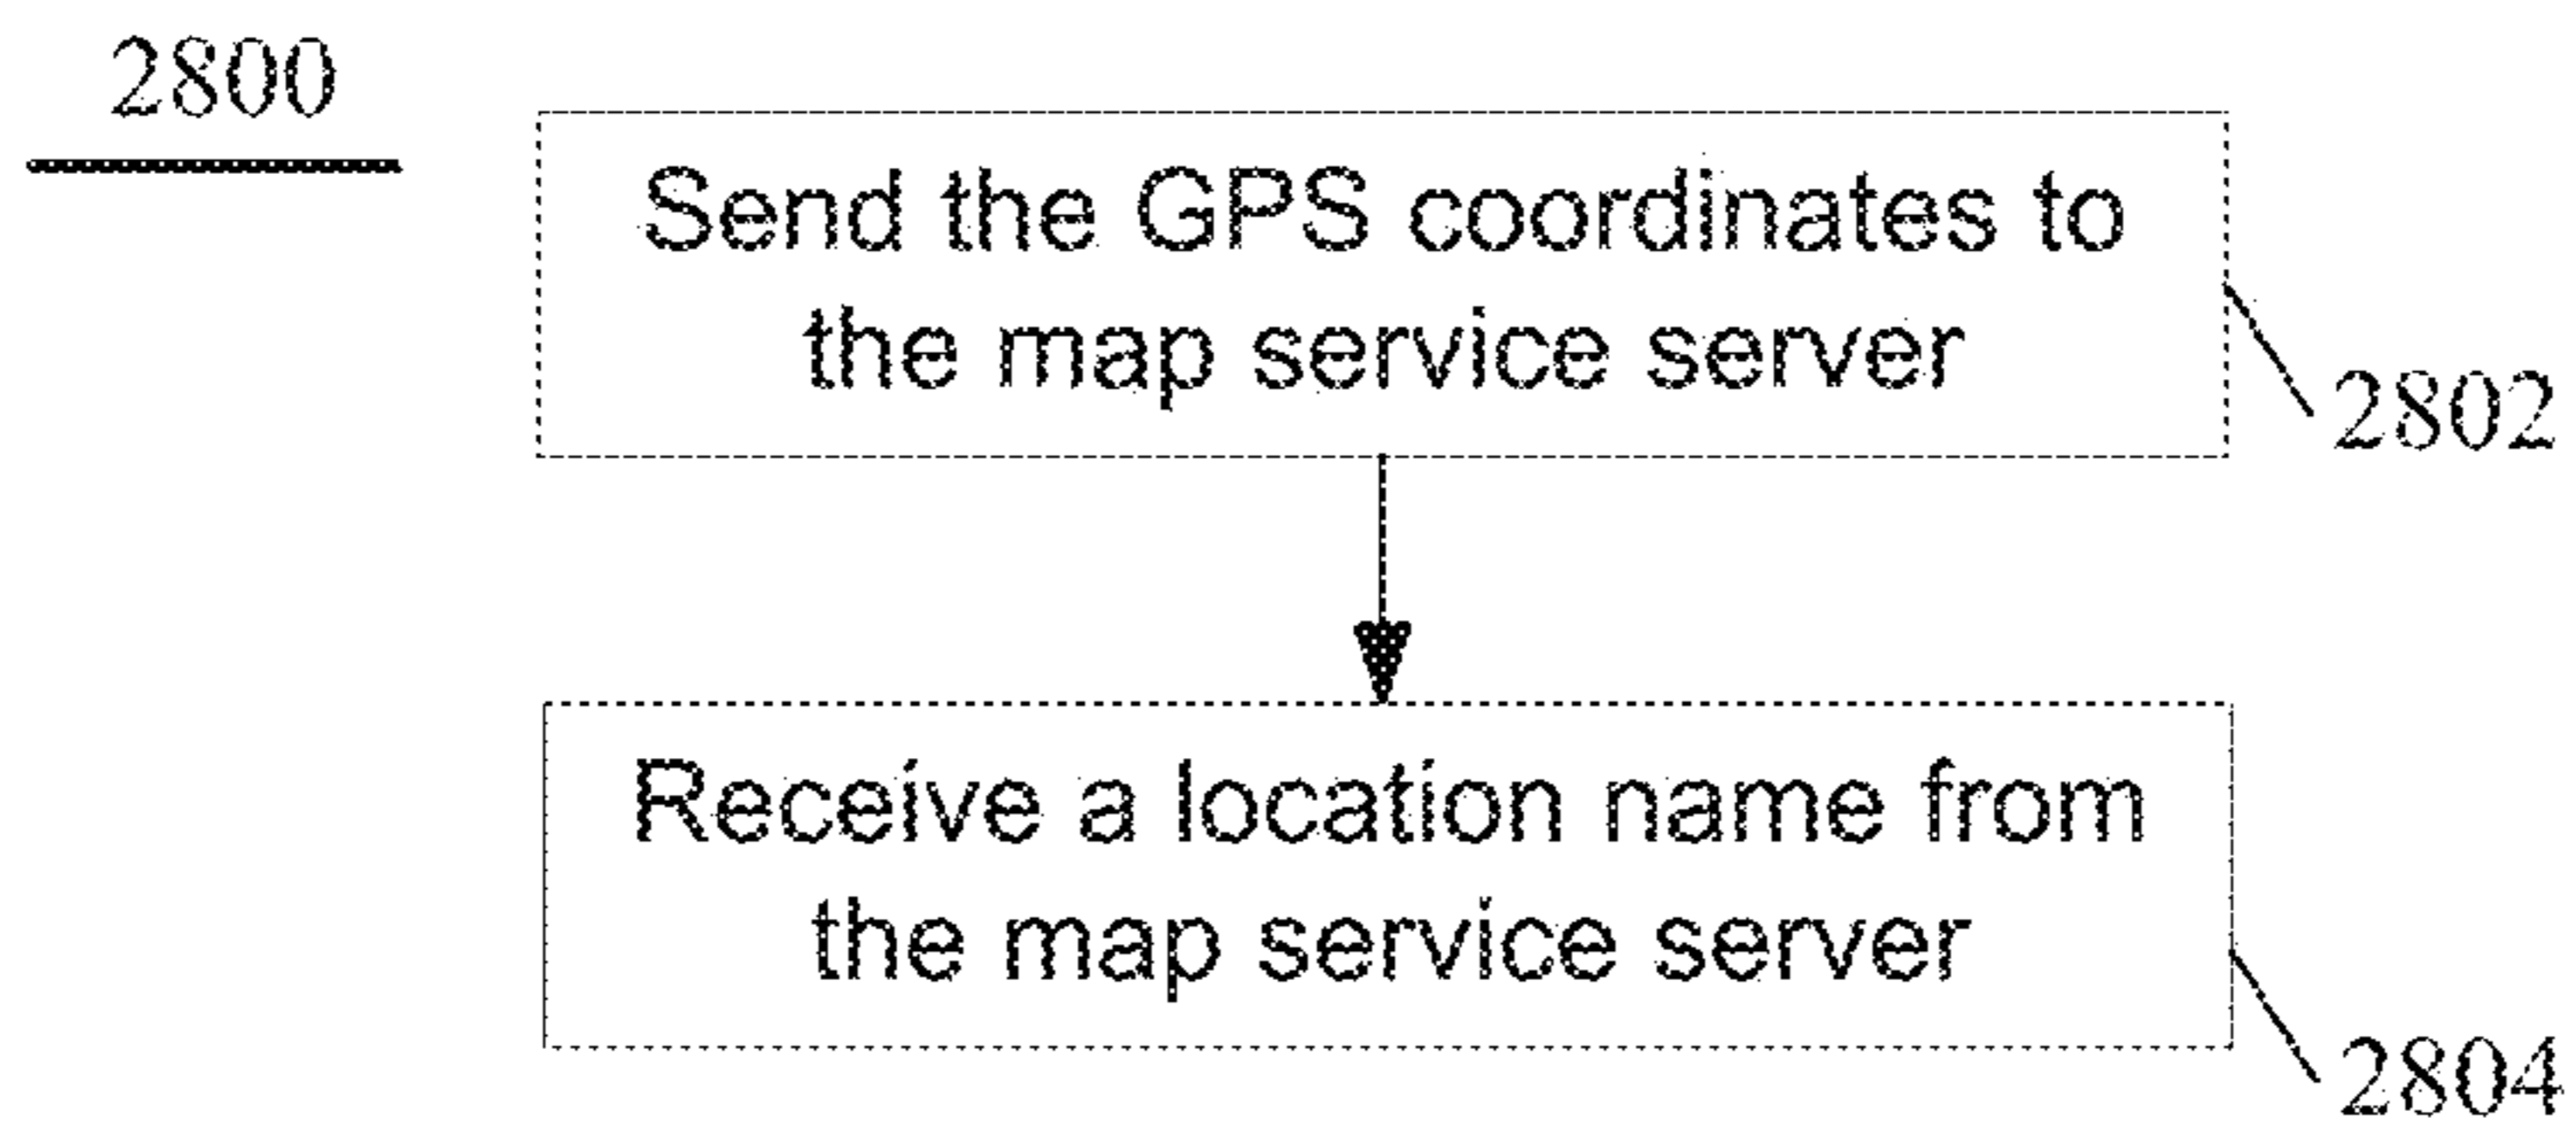 2800
Send the GPS coordinates to
the map service server
2802
Receive a location name from
the map service server
2804